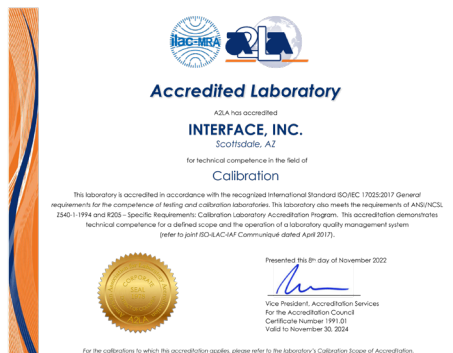 ilac-MRA
A2LA
Accredited Laboratory
A2LA has accredited
INTERFACE, INC.
Scottsdale, AZ
for technical competence in the field of
Calibration
This laboratory is accredited in accordance with the recognized International Standard ISO/IEC 17025:2017 General
requirements for the competence of testing and calibration laboratories. This laboratory also meets the requirements of ANSI/NCSL
Z540-1-1994 and R205 – Specific Requirements: Calibration Laboratory Accreditation Program. This accreditation demonstrates
technical competence for a defined scope and the operation of a laboratory quality management system
(refer to joint ISO-ILAC-IAF Communiqué dated April 2017).
Presented this 8th day of November 2022
CORPORATE
SEAL
A2LA
Vice President, Accreditation Services
For the Accreditation Council
Certificate Number 1991.01
Valid to November 30, 2024
For the calibrations to which this accreditation applies, please refer to the laboratory's Calibration Scope of Accreditation.